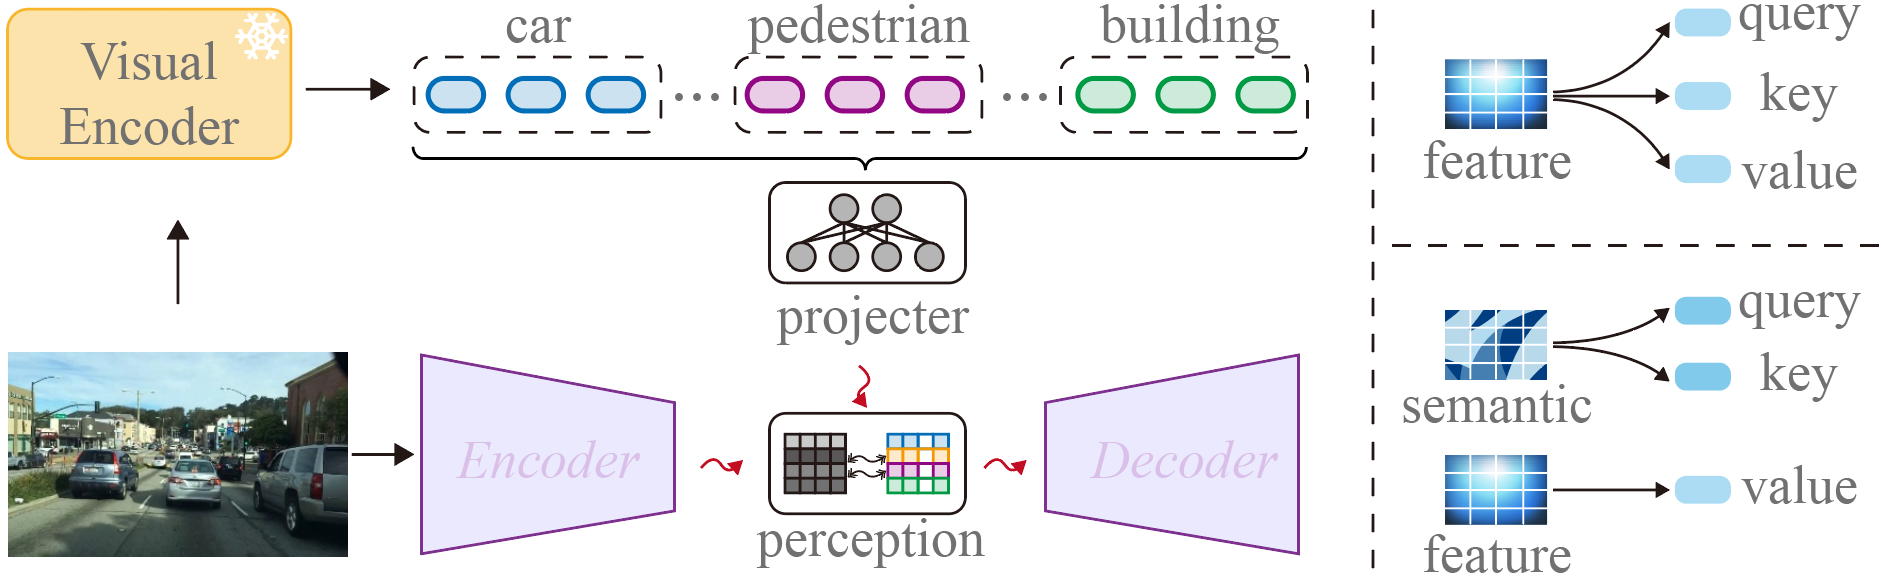 Visual
Encoder
car
pedestrian
building
projecter
Encoder
perception
Decoder
query
key
value
feature
query
key
semantic
value
feature